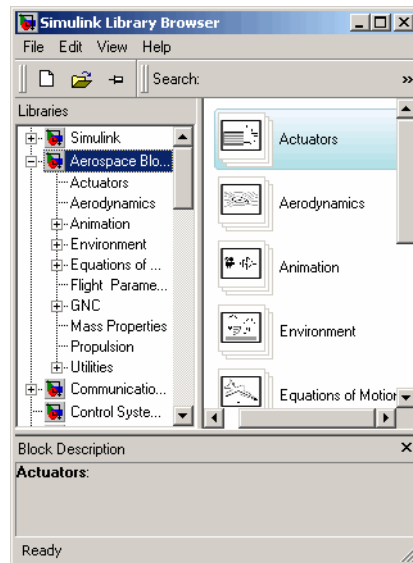 Simulink Library Browser
File Edit View Help
Search: »
Libraries
Simulink
Aerospace Blo...
Actuators
Aerodynamics
Animation
Environment
Equations of ...
Flight Parame...
GNC
Mass Properties
Propulsion
Utilities
Communicatio...
Control Syste...
Actuators
Aerodynamics
Animation
Environment
Equations of Motion
Block Description
Actuators:
Ready